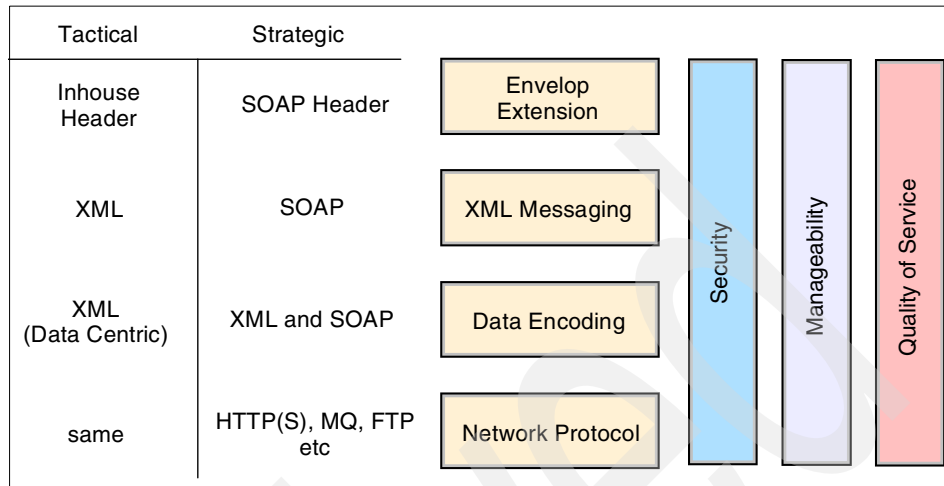 Tactical
Strategic
Inhouse
Header
SOAP Header
Envelop
Extension
XML
SOAP
XML Messaging
XML
(Data Centric)
XML and SOAP
Data Encoding
same
HTTP(S), MQ, FTP
etc
Network Protocol
Security
Manageability
Quality of Service